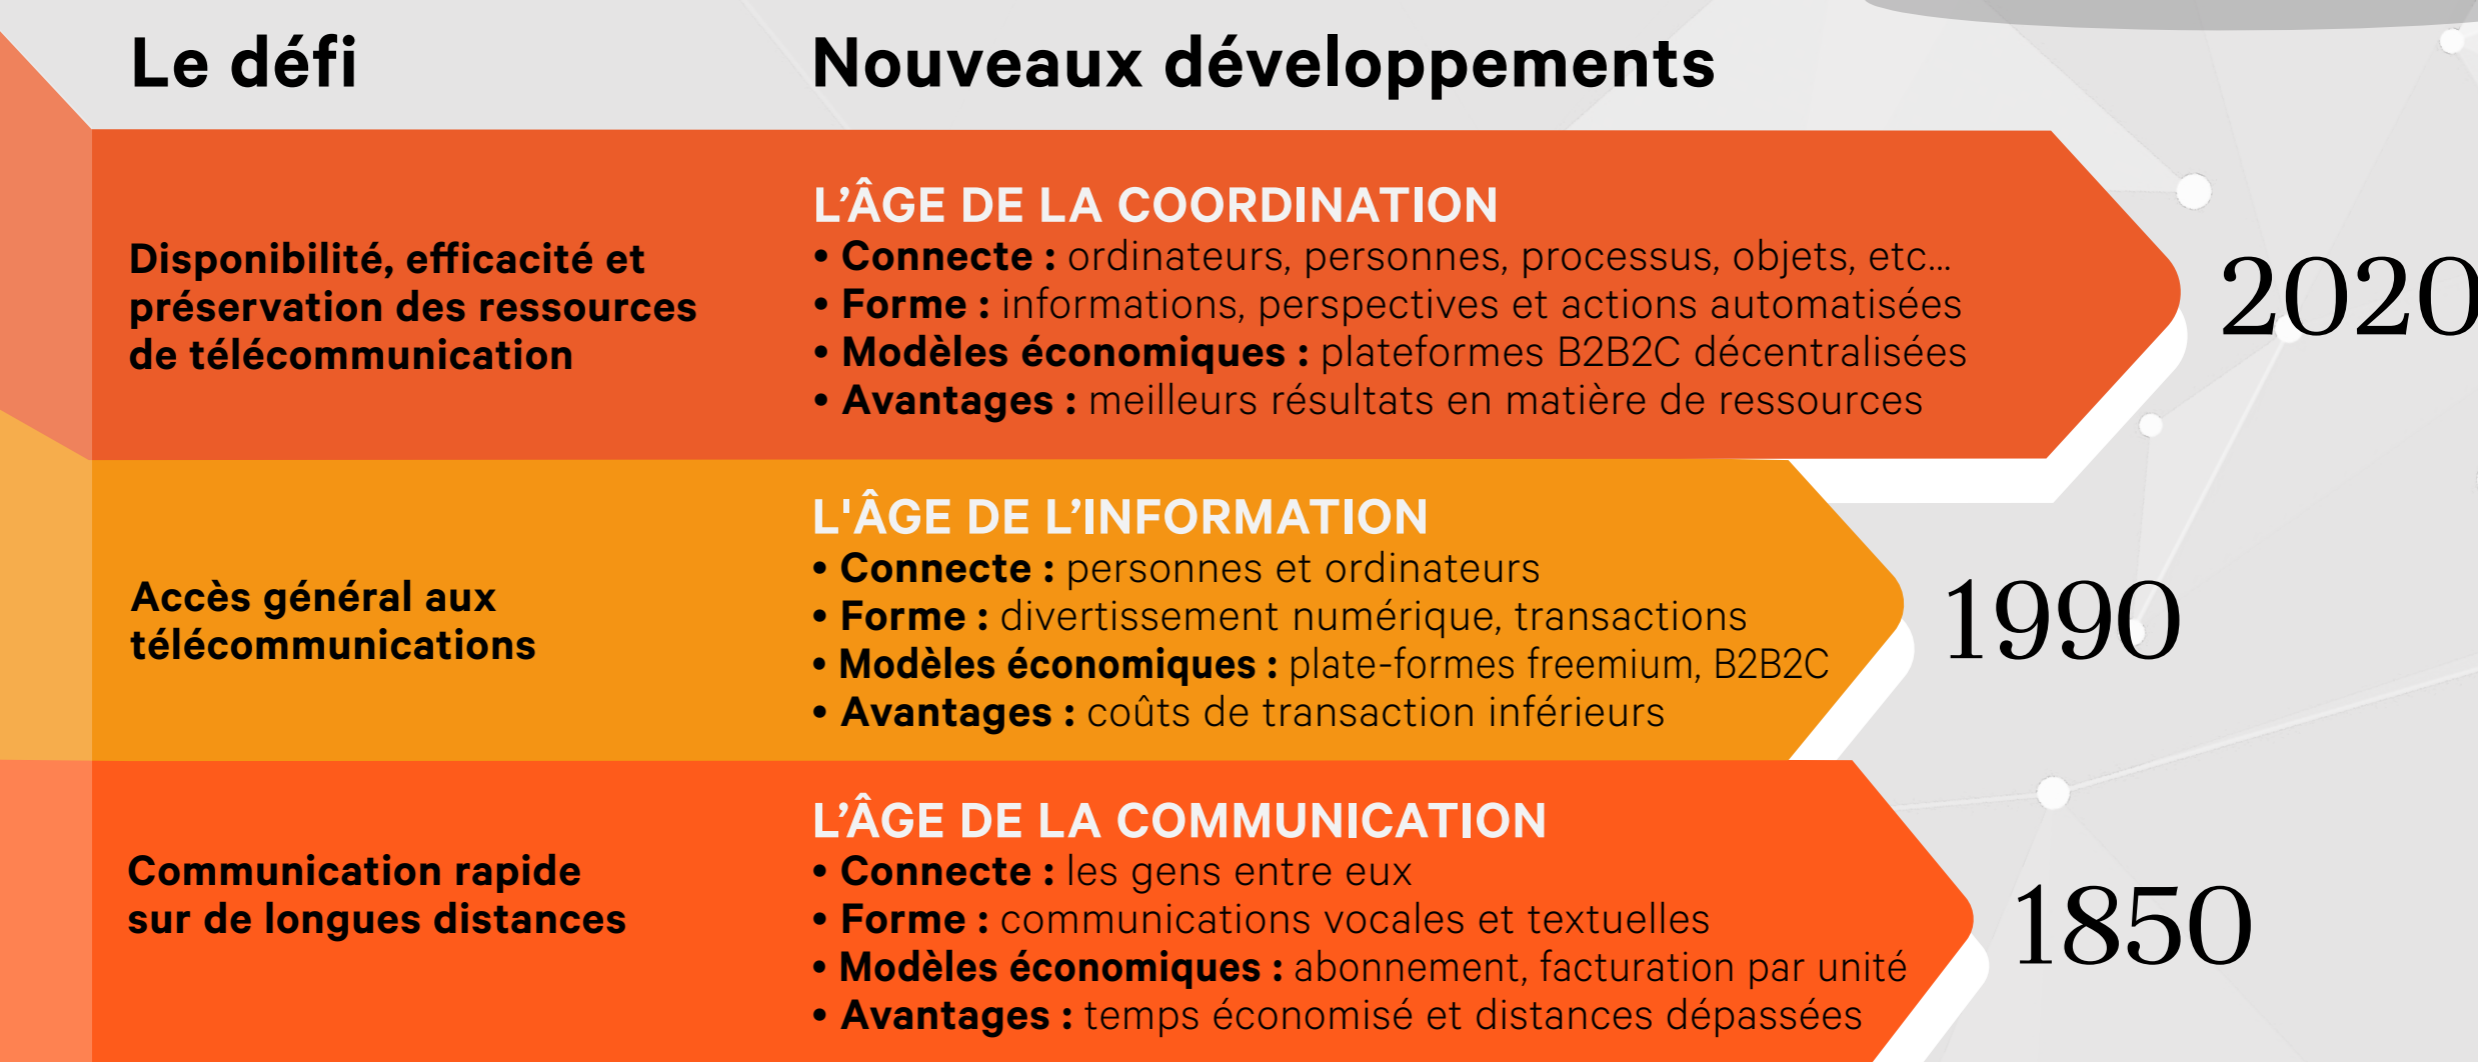 Le défi
Nouveaux développements
Disponibilité, efficacité et
préservation des ressources
de télécommunication
L’ÂGE DE LA COORDINATION
• Connecte : ordinateurs, personnes, processus, objets, etc...
• Forme : informations, perspectives et actions automatisées
• Modèles économiques : plateformes B2B2C décentralisées
• Avantages : meilleurs résultats en matière de ressources
2020
Accès général aux
télécommunications
L'ÂGE DE L’INFORMATION
• Connecte : personnes et ordinateurs
• Forme : divertissement numérique, transactions
• Modèles économiques : plate-formes freemium, B2B2C
• Avantages : coûts de transaction inférieurs
1990
Communication rapide
sur de longues distances
L’ÂGE DE LA COMMUNICATION
• Connecte : les gens entre eux
• Forme : communications vocales et textuelles
• Modèles économiques : abonnement, facturation par unité
• Avantages : temps économisé et distances dépassées
1850